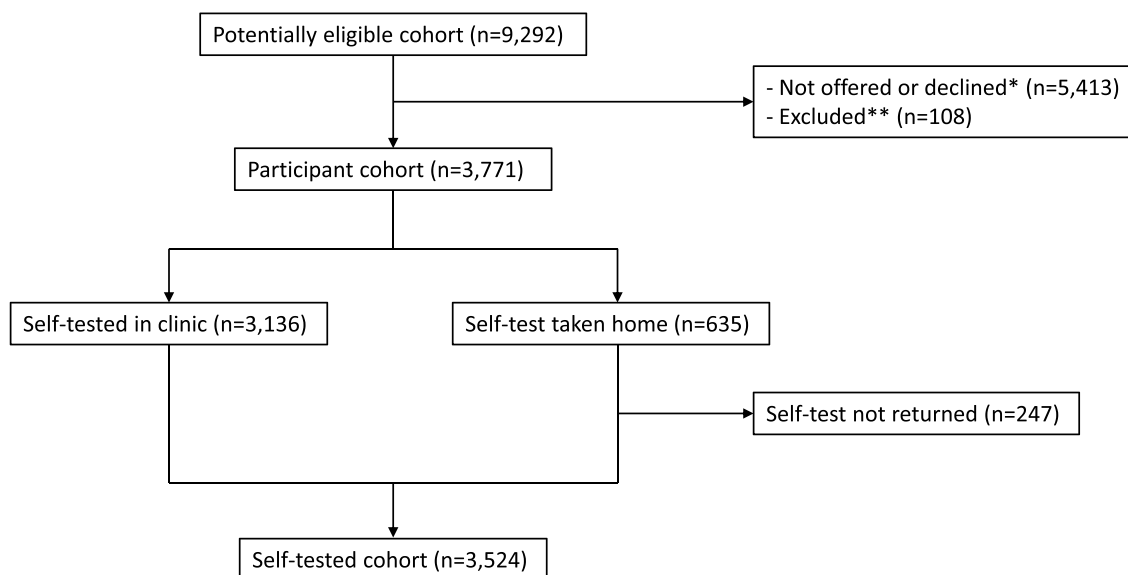 Potentially eligible cohort (n=9,292)
- Not offered or declined* (n=5,413)
- Excluded** (n=108)
Participant cohort (n=3,771)
Self-tested in clinic (n=3,136)
Self-test taken home (n=635)
Self-test not returned (n=247)
Self-tested cohort (n=3,524)